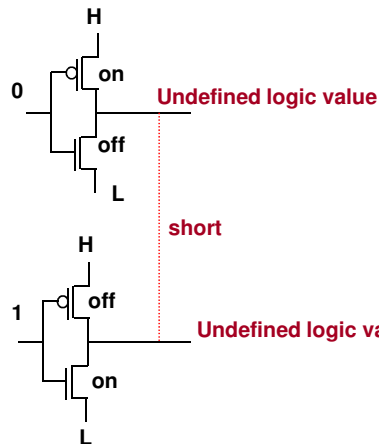 H
on
0
Undefined logic value
off
L
short
H
off
1
Undefined logic va
on
L